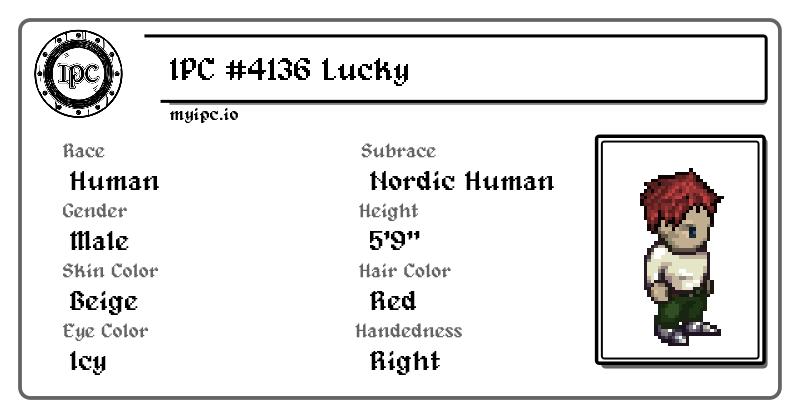 IPC
IPC #4136 Lucky
myipc.io
Race
Human
Subrace
Nordic Human
Gender
Male
Height
5'9"
Skin Color
Beige
Hair Color
Red
Eye Color
Icy
Handedness
Right